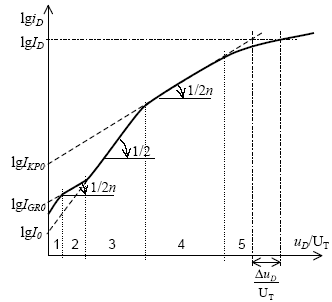 lgi_D
lgI_D
1/2n
1/2
lgI_KP0
1/2n
lgI_GR0
lgI_0
1 2 3 4 5 u_D/U_T
Δu_D
U_T